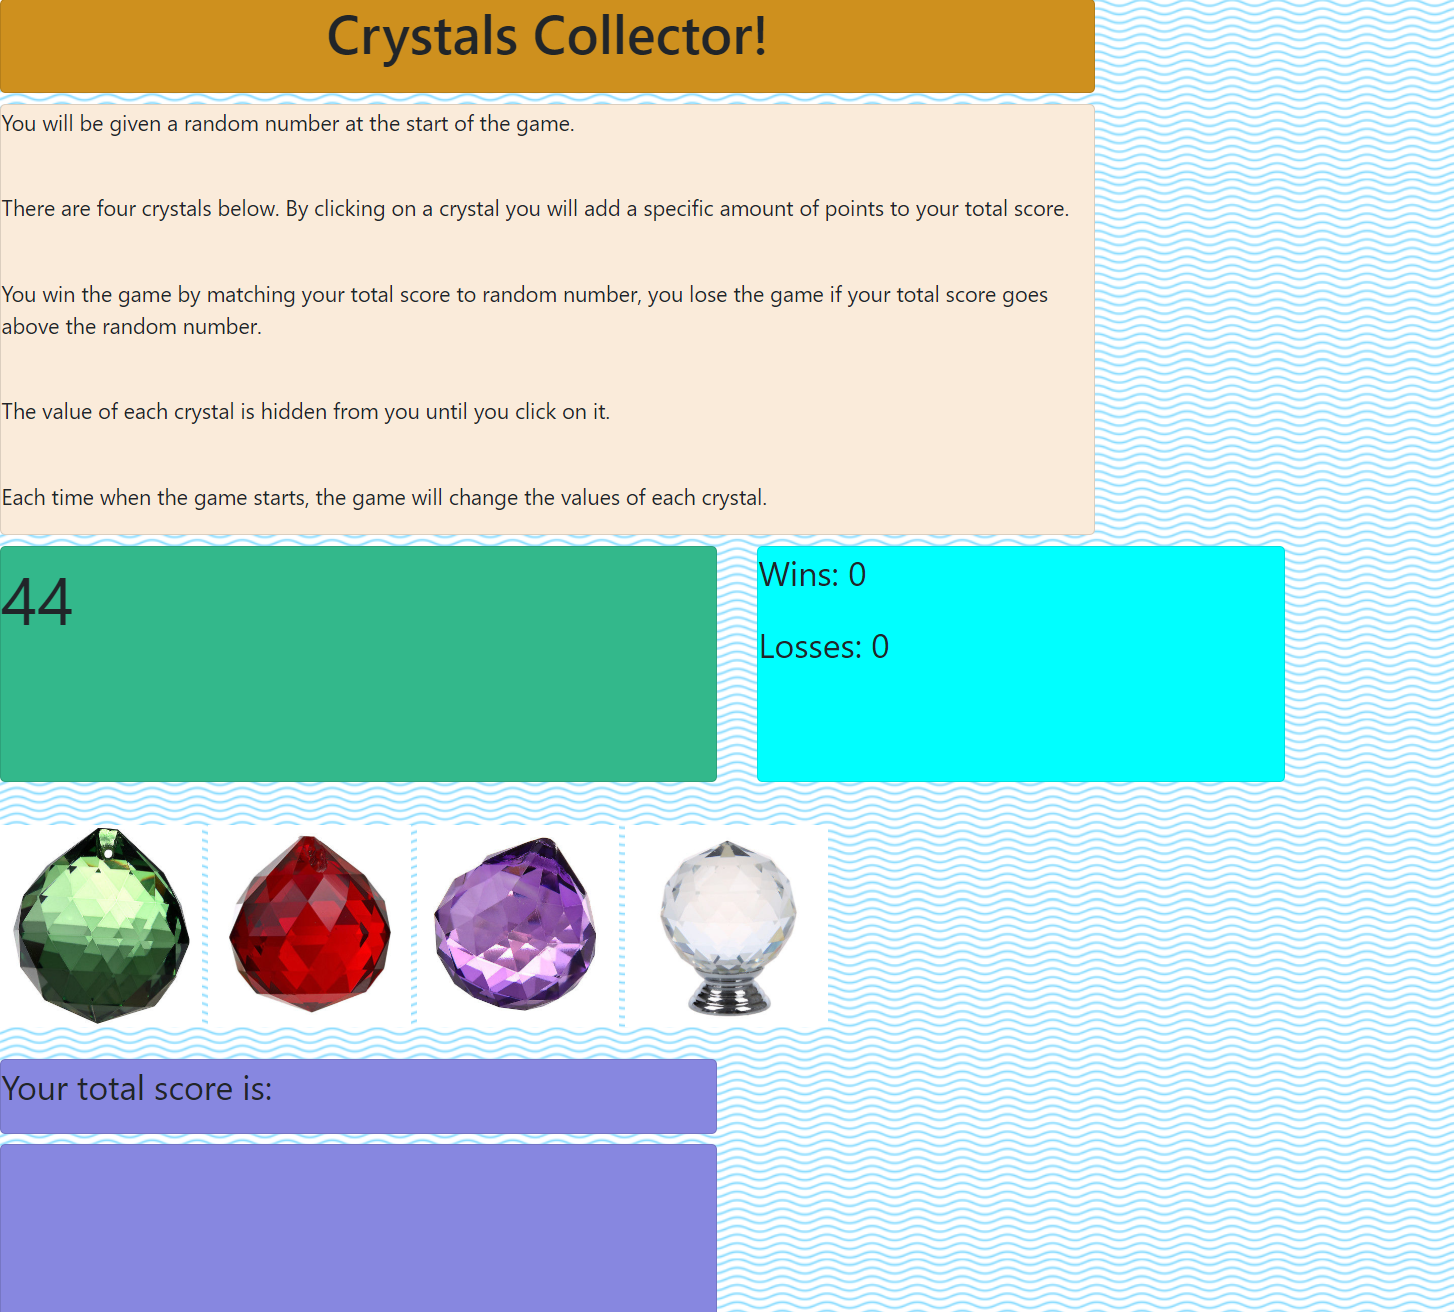 Crystals Collector!
You will be given a random number at the start of the game.
There are four crystals below. By clicking on a crystal you will add a specific amount of points to your total score.
You win the game by matching your total score to random number, you lose the game if your total score goes
above the random number.
The value of each crystal is hidden from you until you click on it.
Each time when the game starts, the game will change the values of each crystal.
44
Wins: 0
Losses: 0
Your total score is: